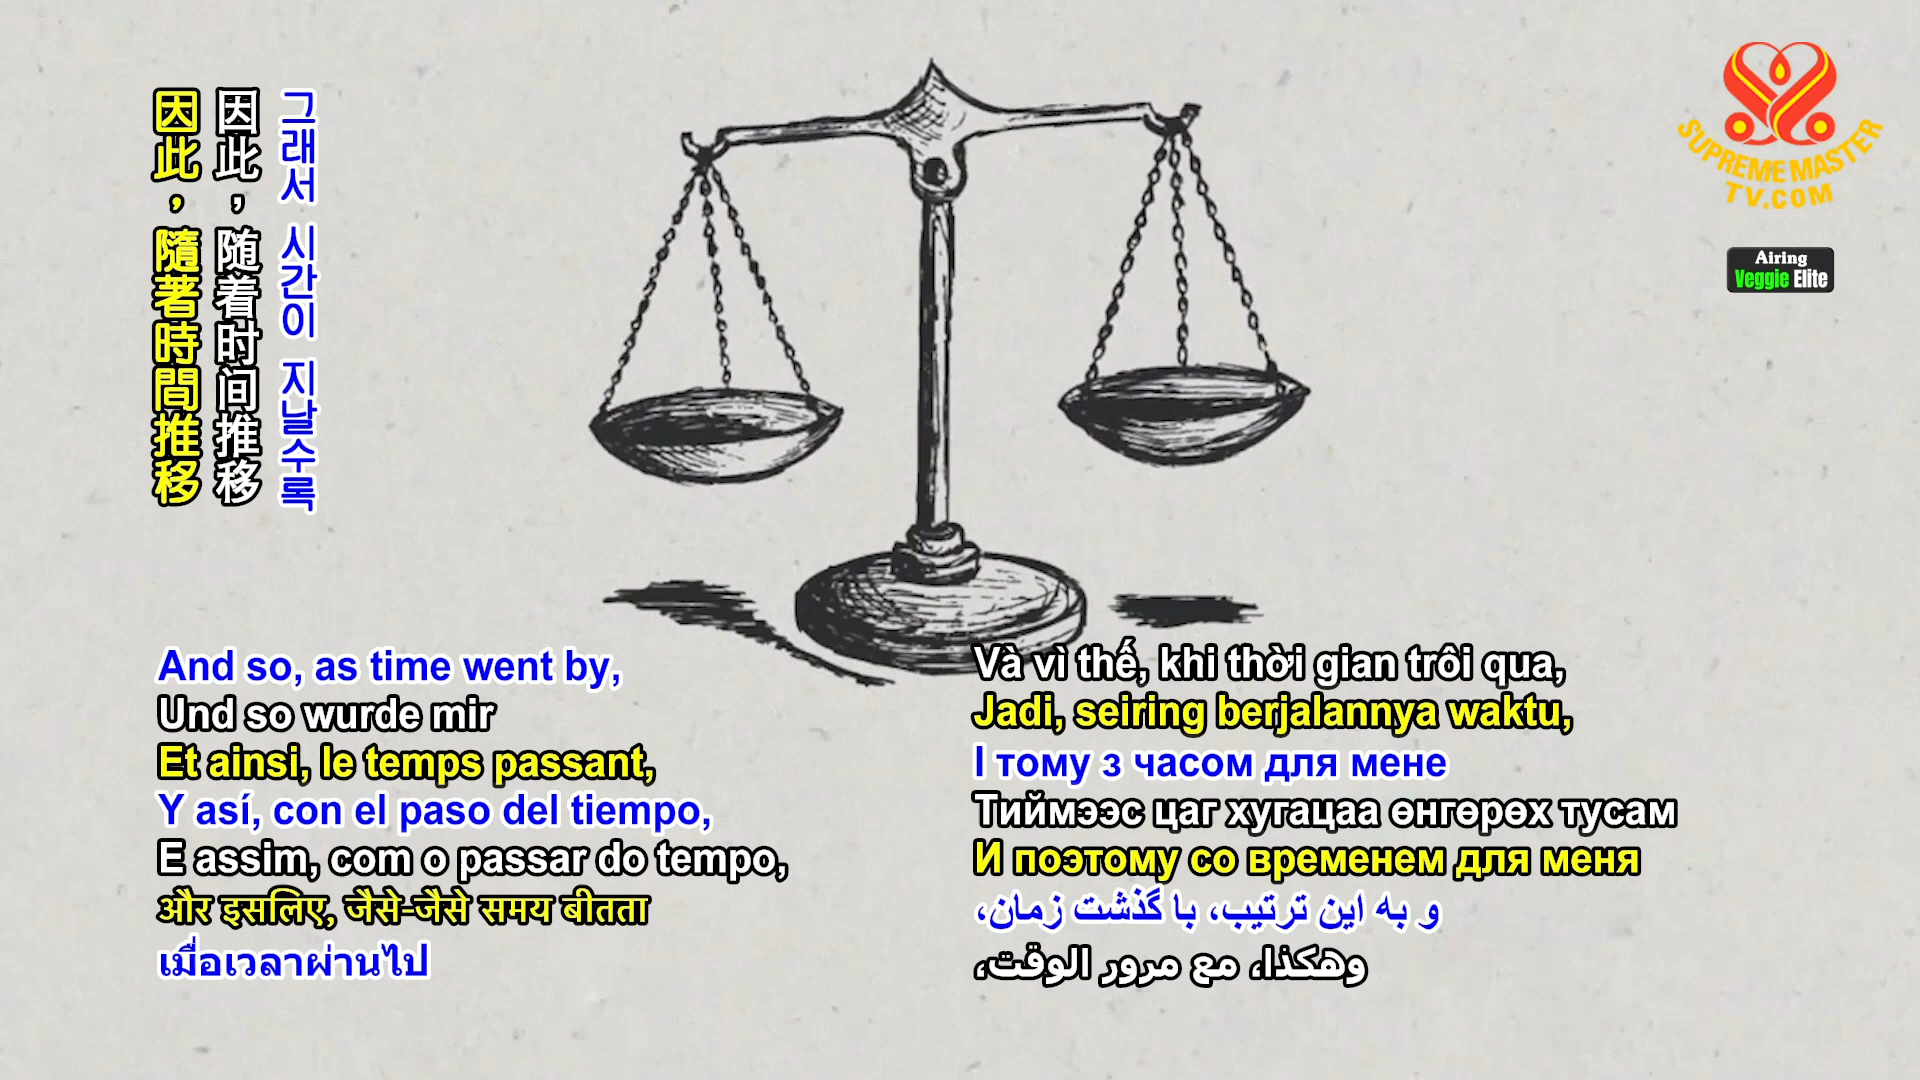 因此，隨著時間推移
因此，随着时间推移
그래서 시간이 지날수록
SUPREME MASTER
TV.COM
Airing
Veggie Elite
And so, as time went by,
Und so wurde mir
Et ainsi, le temps passant,
Y así, con el paso del tiempo,
E assim, com o passar do tempo,
और इसलिए, जैसे-जैसे समय बीतता
เมื่อเวลาผ่านไป
Và vì thế, khi thời gian trôi qua,
Jadi, seiring berjalannya waktu,
І тому з часом для мене
Тиймээс цаг хугацаа өнгөрөх тусам
И поэтому со временем для меня
و به این ترتیب، با گذشت زمان،
وهكذا، مع مرور الوقت،